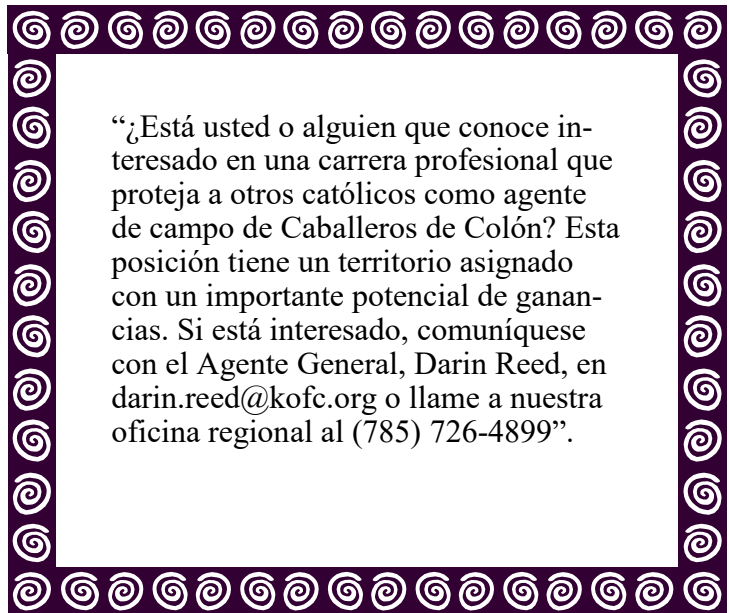 “¿Está usted o alguien que conoce in-
teresado en una carrera profesional que
proteja a otros católicos como agente
de campo de Caballeros de Colón? Esta
posición tiene un territorio asignado
con un importante potencial de ganan-
cias. Si está interesado, comuníquese
con el Agente General, Darin Reed, en
darin.reed@kofc.org o llame a nuestra
oficina regional al (785) 726-4899”.